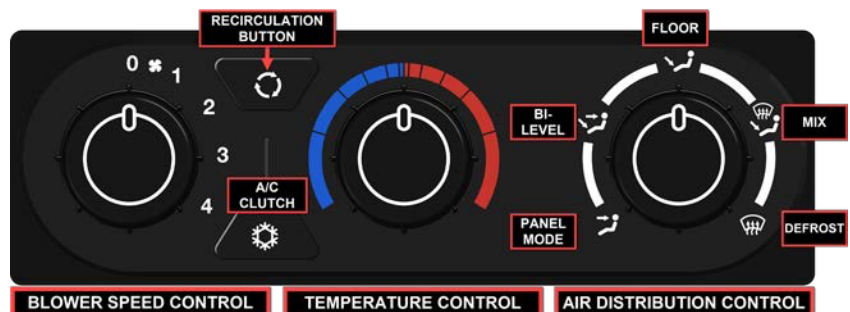 RECIRCULATION
BUTTON
FLOOR
0
1
2
3
4
BI-
LEVEL
MIX
A/C
CLUTCH
PANEL
MODE
DEFROST
BLOWER SPEED CONTROL
TEMPERATURE CONTROL
AIR DISTRIBUTION CONTROL